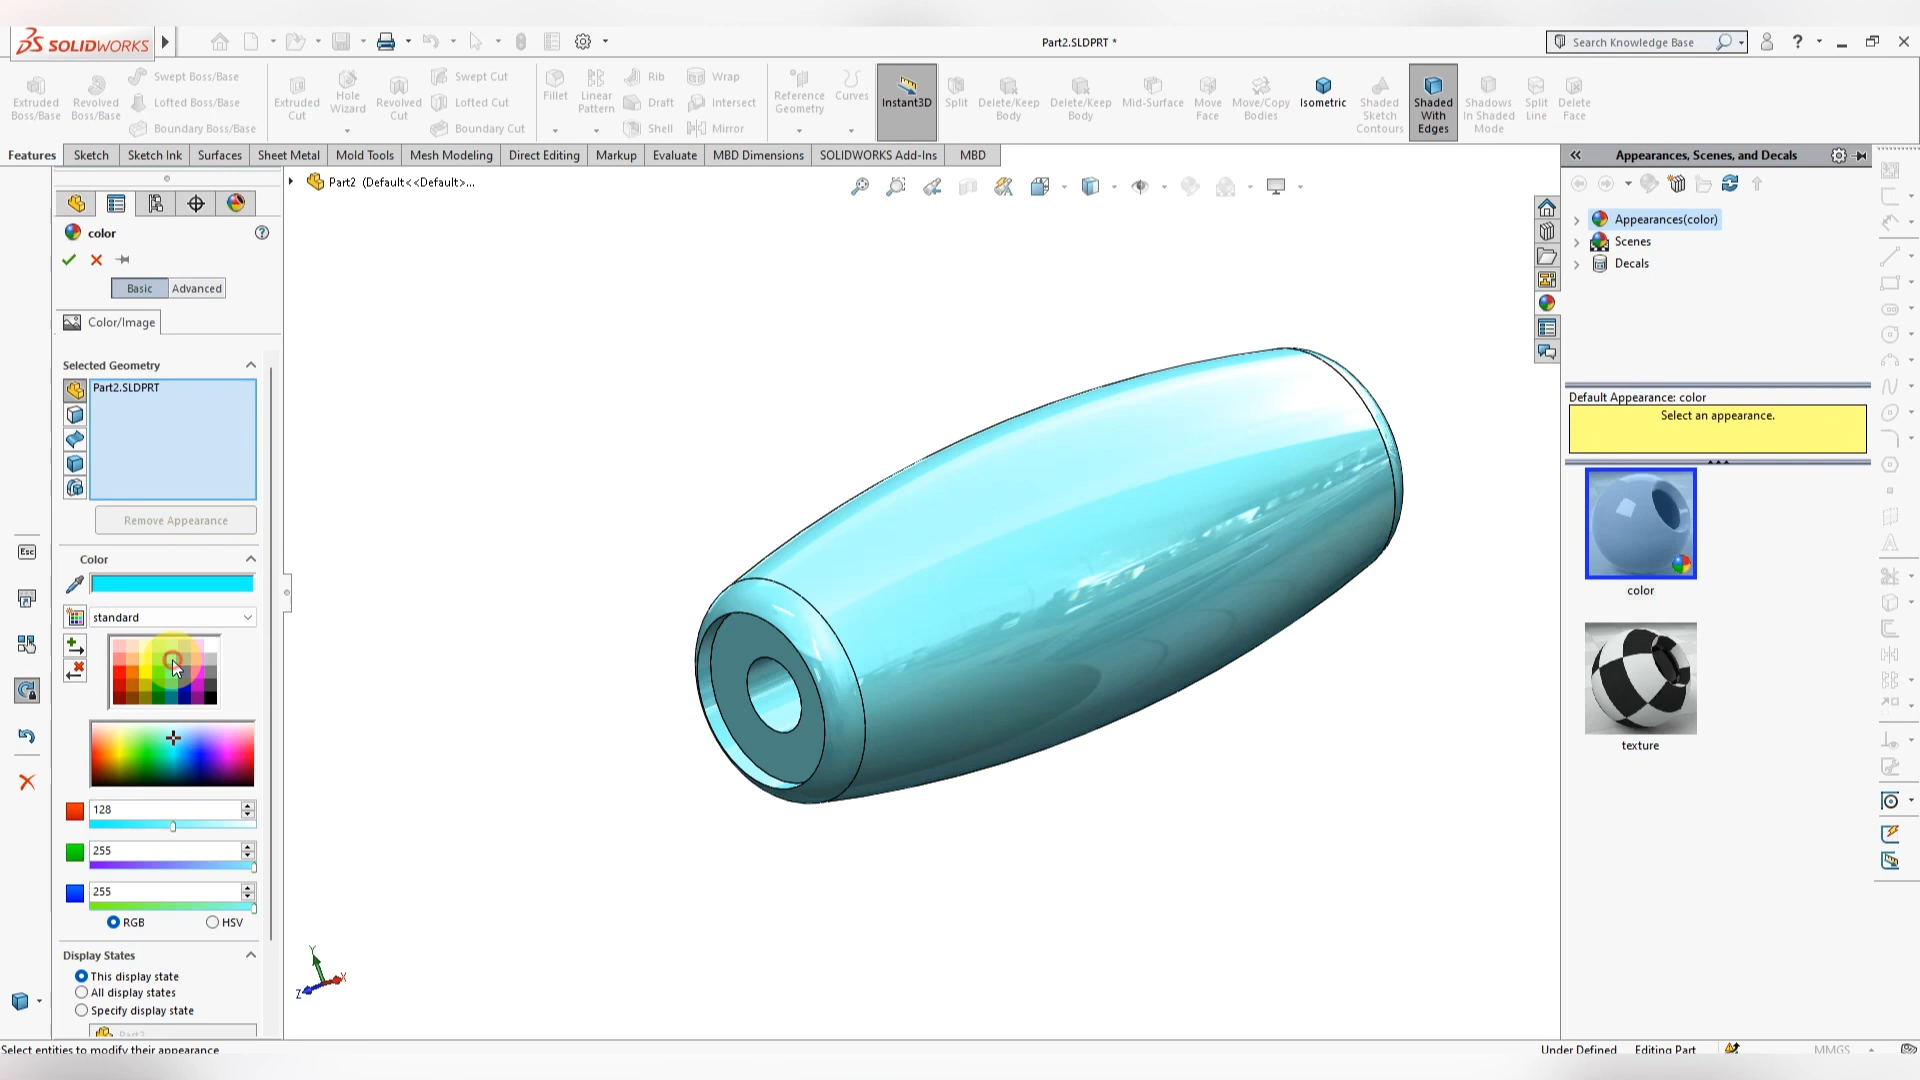 SOLIDWORKS
Part2.SLDPRT *
Search Knowledge Base
?
Extruded Boss/Base
Revolved Boss/Base
Swept Boss/Base
Lofted Boss/Base
Boundary Boss/Base
Extruded Cut
Hole Wizard
Revolved Cut
Swept Cut
Lofted Cut
Boundary Cut
Fillet
Linear Pattern
Rib
Draft
Shell
Wrap
Intersect
Mirror
Reference Geometry
Curves
Instant3D
Split
Delete/Keep Body
Delete/Keep Body
Mid-Surface
Move Face
Move/Copy Bodies
Isometric
Shaded Sketch Contours
Shaded With Edges
Shadows In Shaded Mode
Split Line
Delete Face
Features
Sketch
Sketch Ink
Surfaces
Sheet Metal
Mold Tools
Mesh Modeling
Direct Editing
Markup
Evaluate
MBD Dimensions
SOLIDWORKS Add-Ins
MBD
Part2 (Default<<Default>...
color
Basic
Advanced
Color/Image
Selected Geometry
Part2.SLDPRT
Remove Appearance
Color
standard
128
255
255
RGB
HSV
Display States
This display state
All display states
Specify display state
Part2
Esc
Y
X
Z
Appearances, Scenes, and Decals
Appearances(color)
Scenes
Decals
Default Appearance: color
Select an appearance.
color
texture
Select entities to modify their appearance
Under Defined
Editing Part
MMGS